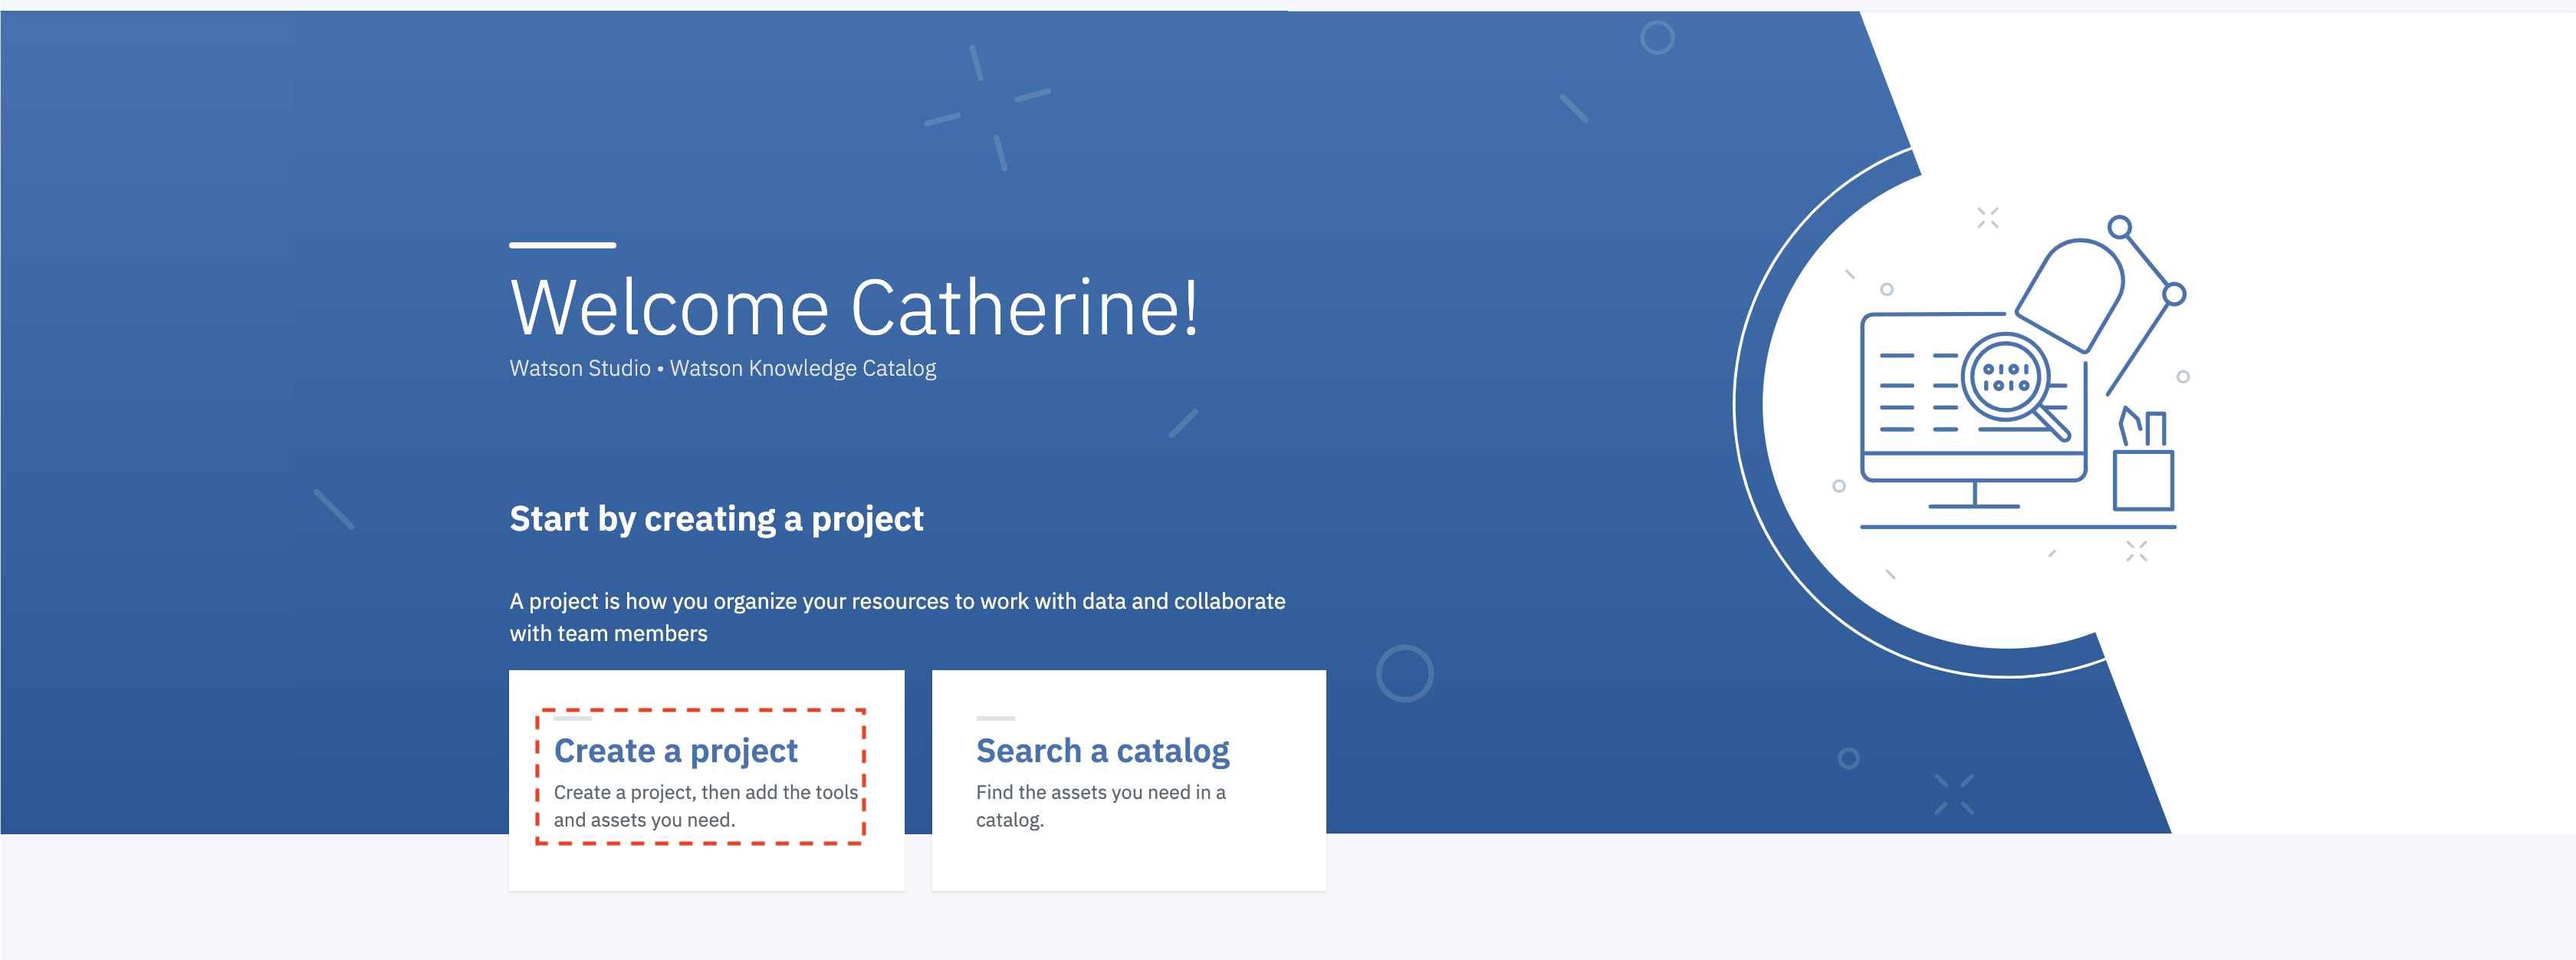 Welcome Catherine!
Watson Studio • Watson Knowledge Catalog
Start by creating a project
A project is how you organize your resources to work with data and collaborate
with team members
Create a project
Create a project, then add the tools
and assets you need.
Search a catalog
Find the assets you need in a
catalog.